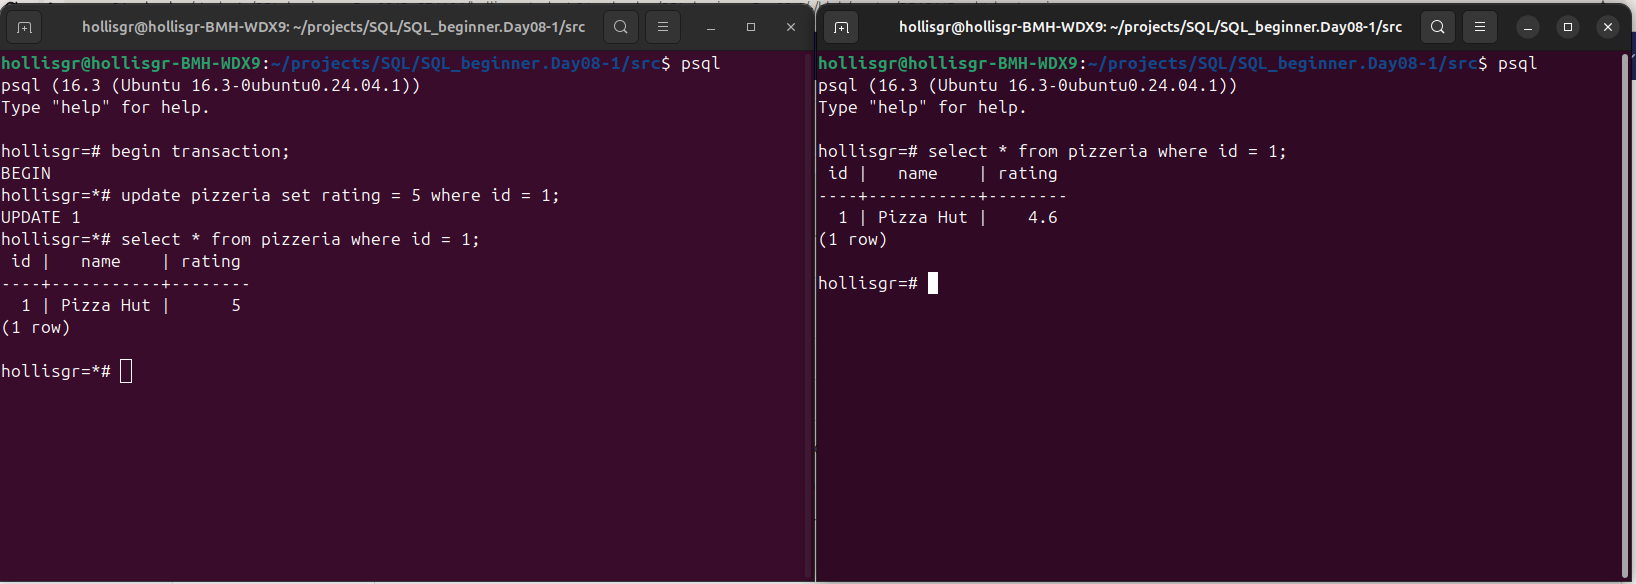 hollisgr@hollisgr-BMH-WDX9: ~/projects/SQL/SQL_beginner.Day08-1/src
hollisgr@hollisgr-BMH-WDX9:~/projects/SQL/SQL_beginner.Day08-1/src$ psql
psql (16.3 (Ubuntu 16.3-0ubuntu0.24.04.1))
Type "help" for help.
hollisgr=# begin transaction;
BEGIN
hollisgr=*# update pizzeria set rating = 5 where id = 1;
UPDATE 1
hollisgr=*# select * from pizzeria where id = 1;
 id |   name    | rating
----+-----------+--------
  1 | Pizza Hut |      5
(1 row)
hollisgr=*#
hollisgr@hollisgr-BMH-WDX9: ~/projects/SQL/SQL_beginner.Day08-1/src
hollisgr@hollisgr-BMH-WDX9:~/projects/SQL/SQL_beginner.Day08-1/src$ psql
psql (16.3 (Ubuntu 16.3-0ubuntu0.24.04.1))
Type "help" for help.
hollisgr=# select * from pizzeria where id = 1;
 id |   name    | rating
----+-----------+--------
  1 | Pizza Hut |    4.6
(1 row)
hollisgr=#